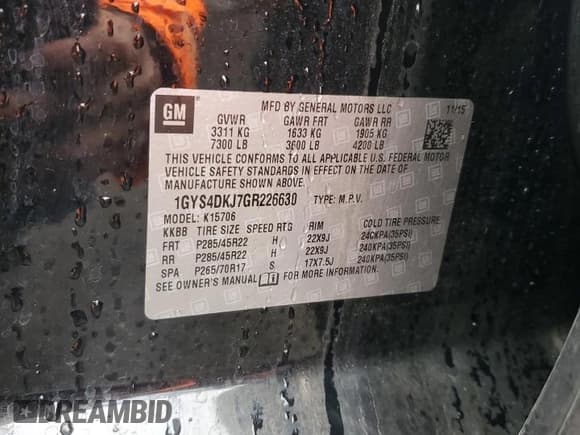 GM
MFD BY GENERAL MOTORS LLC 11/15
GVWR GAWR FRT GAWR RR
3311 KG 1633 KG 1905 KG
7300 LB 3600 LB 4200 LB
THIS VEHICLE CONFORMS TO ALL APPLICABLE U.S. FEDERAL MOTOR
VEHICLE SAFETY STANDARDS IN EFFECT ON THE DATE OF
MANUFACTURE SHOWN ABOVE.
1GYS4DKJ7GR226630 TYPE: M.P.V.
MODEL: K15706
KKBB TIRE SIZE SPEED RTG RIM COLD TIRE PRESSURE
FRT P285/45R22 H 22X9J 240KPA(35PSI)
RR P285/45R22 H 22X9J 240KPA(35PSI)
SPA P265/70R17 S 17X7.5J 240KPA(35PSI)
SEE OWNER'S MANUAL FOR MORE INFORMATION.
DREAMBID